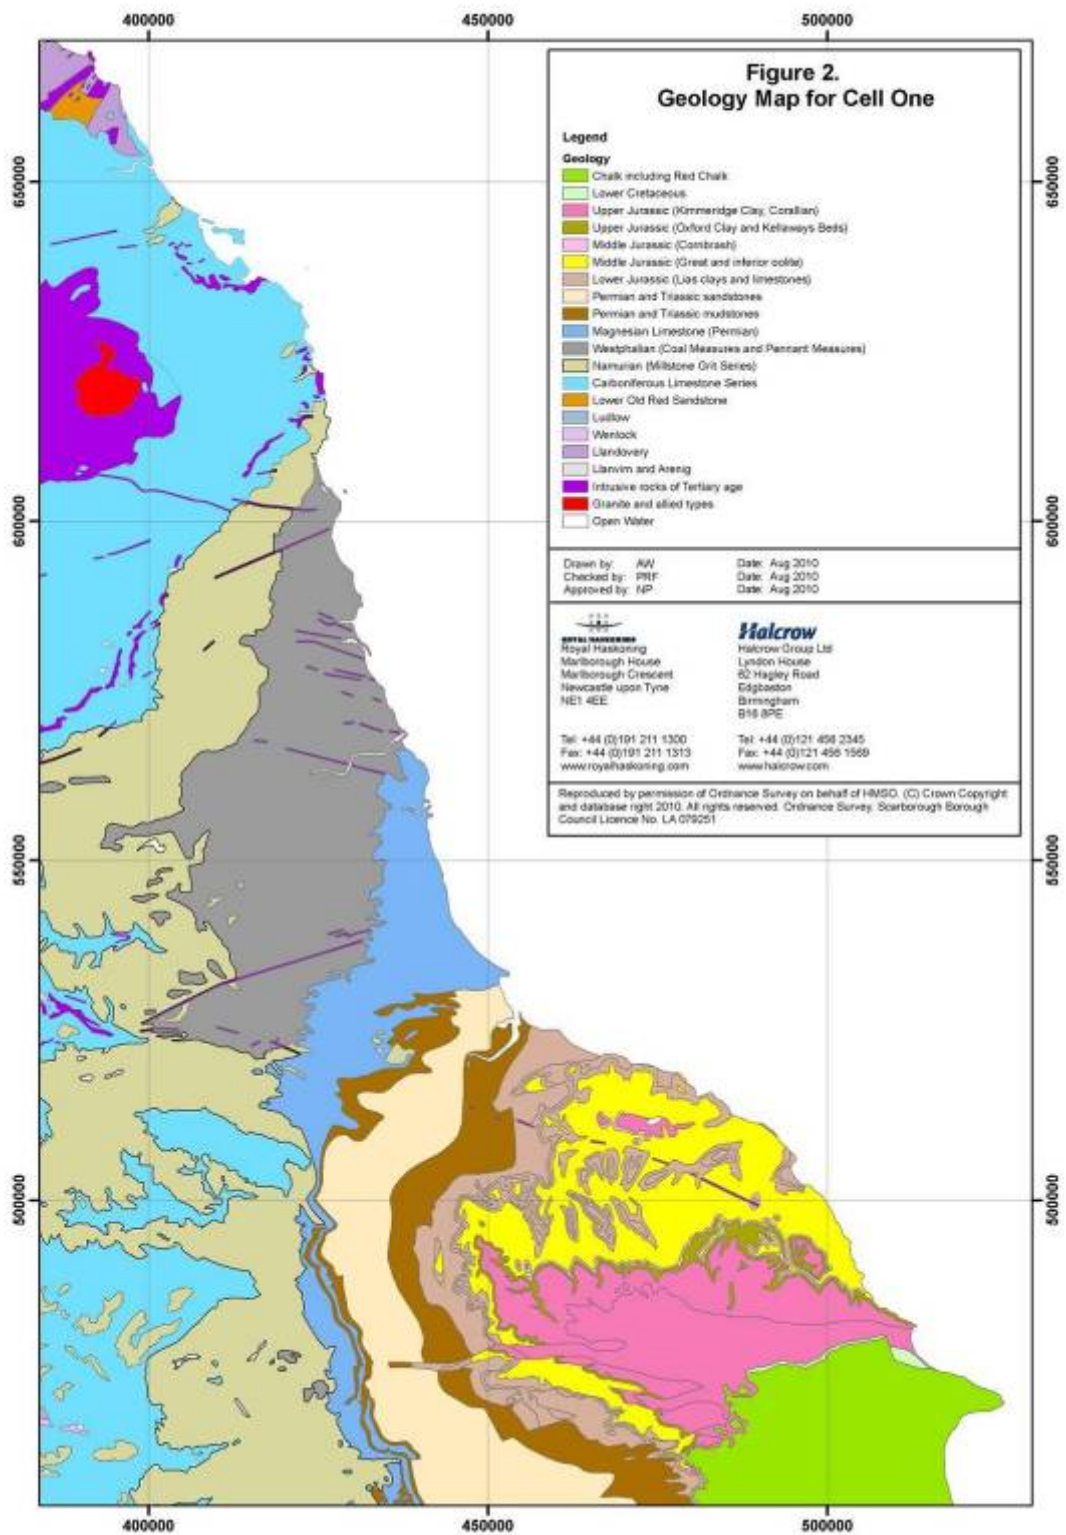 400000
450000
500000
Figure 2.
Geology Map for Cell One
Legend
Geology
Chalk including Red Chalk
Lower Cretaceous
Upper Jurassic (Kimmeridge Clay, Corallian)
Upper Jurassic (Oxford Clay and Kellaways Beds)
Middle Jurassic (Cornbrash)
Middle Jurassic (Great and inferior oolite)
Lower Jurassic (Lias clays and limestones)
Permian and Triassic sandstones
Permian and Triassic mudstones
Magnesian Limestone (Permian)
Westphalian (Coal Measures and Pennant Measures)
Namurian (Millstone Grit Series)
Carboniferous Limestone Series
Lower Old Red Sandstone
Ludlow
Wenlock
Llandovery
Llanvirn and Arenig
Intrusive rocks of Tertiary age
Granite and allied types
Open Water
Drawn by: AW Date: Aug 2010
Checked by: PRF Date: Aug 2010
Approved by: NP Date: Aug 2010
ROYAL HASKONING
Royal Haskoning
Marlborough House
Marlborough Crescent
Newcastle upon Tyne
NE1 4EE
Tel: +44 (0)191 211 1300
Fax: +44 (0)191 211 1313
www.royalhaskoning.com
Halcrow
Halcrow Group Ltd
Lyndon House
62 Hagley Road
Edgbaston
Birmingham
B16 8PE
Tel: +44 (0)121 456 2345
Fax: +44 (0)121 456 1569
www.halcrow.com
Reproduced by permission of Ordnance Survey on behalf of HMSO. (C) Crown Copyright
and database right 2010. All rights reserved. Ordnance Survey. Scarborough Borough
Council Licence No. LA 079251
650000
650000
600000
600000
550000
550000
500000
500000
400000
450000
500000